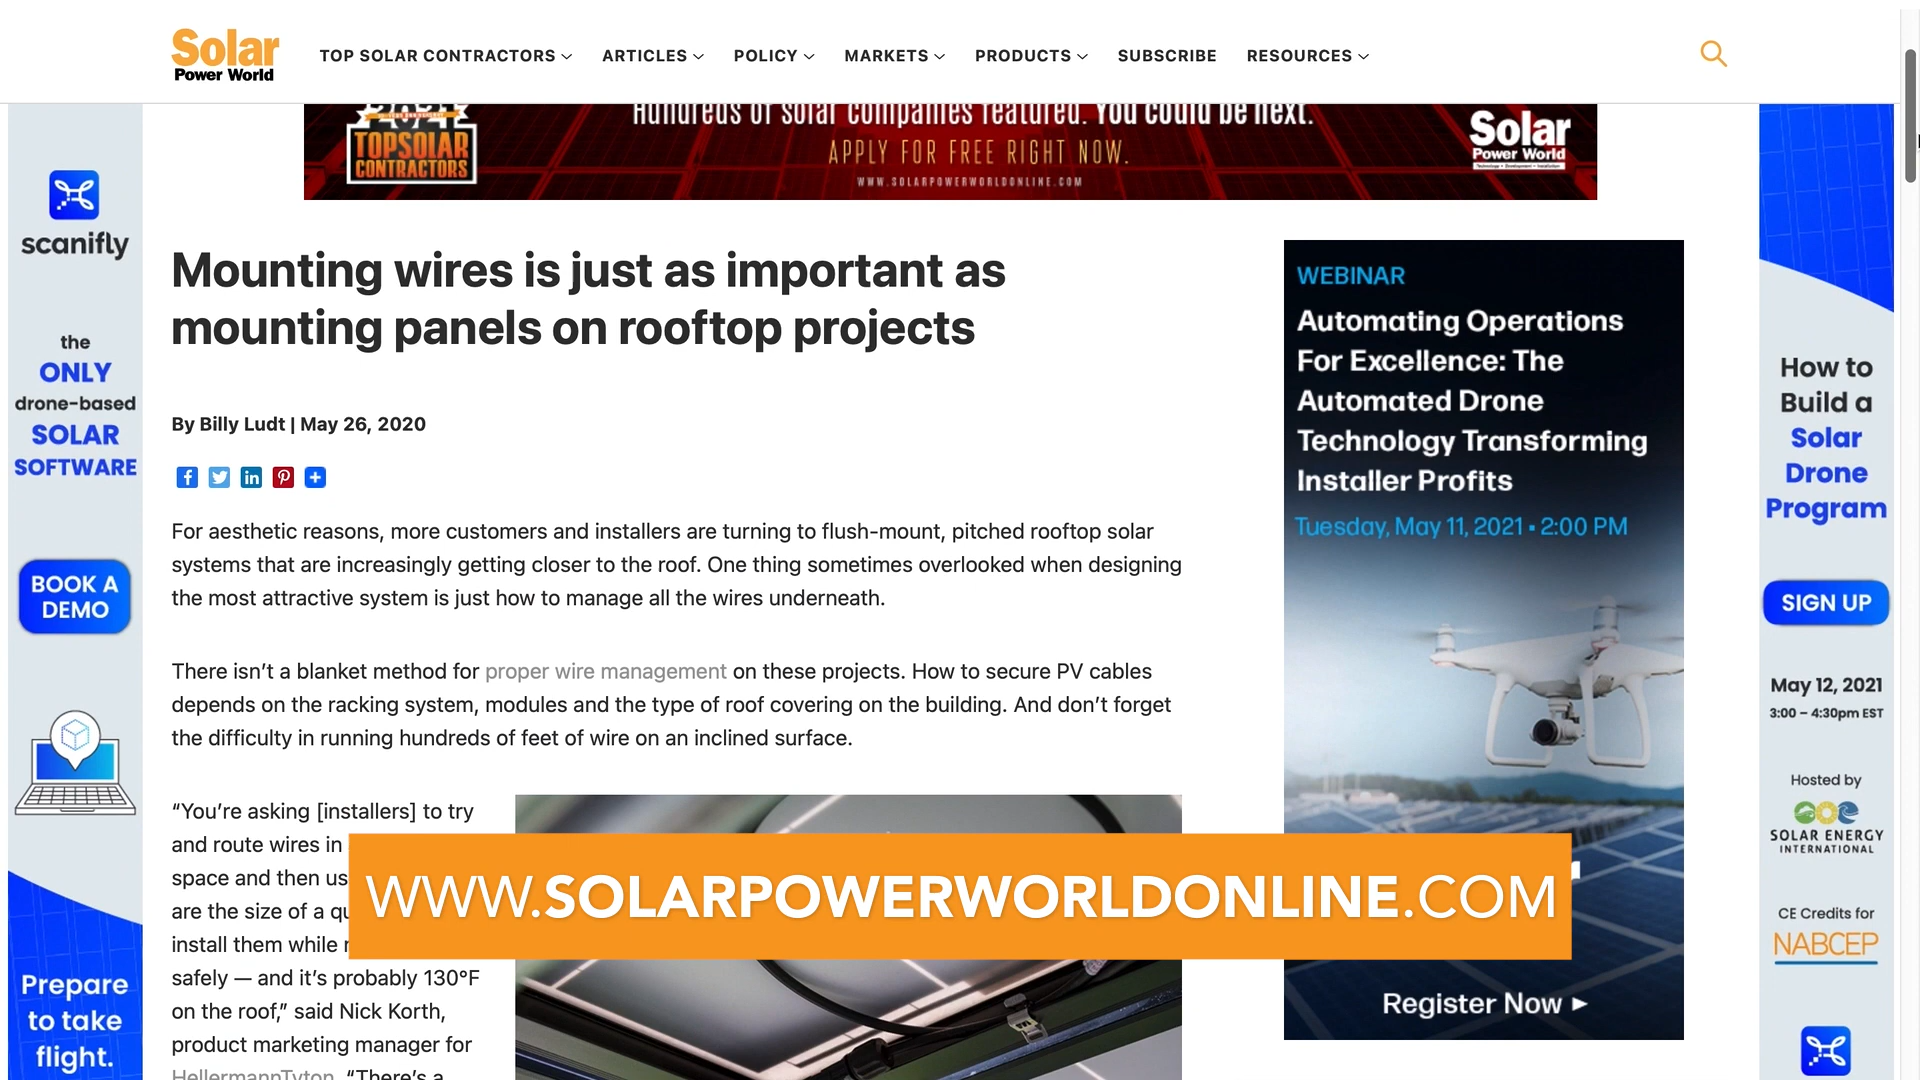 Solar
Power World
TOP SOLAR CONTRACTORS
ARTICLES
POLICY
MARKETS
PRODUCTS
SUBSCRIBE
RESOURCES
TOPSOLAR
CONTRACTORS
Hundreds of solar companies featured. You could be next.
APPLY FOR FREE RIGHT NOW.
WWW.SOLARPOWERWORLDONLINE.COM
Solar
Power World
scanifly
the
ONLY
drone-based
SOLAR
SOFTWARE
BOOK A
DEMO
Prepare
to take
flight.
Mounting wires is just as important as
mounting panels on rooftop projects
By Billy Ludt | May 26, 2020
For aesthetic reasons, more customers and installers are turning to flush-mount, pitched rooftop solar
systems that are increasingly getting closer to the roof. One thing sometimes overlooked when designing
the most attractive system is just how to manage all the wires underneath.
There isn’t a blanket method for proper wire management on these projects. How to secure PV cables
depends on the racking system, modules and the type of roof covering on the building. And don’t forget
the difficulty in running hundreds of feet of wire on an inclined surface.
“You’re asking [installers] to try
and route wires in
space and then us
are the size of a qu
install them while
safely — and it’s probably 130°F
on the roof,” said Nick Korth,
product marketing manager for
HellermannTyton. “There’s a
WWW.SOLARPOWERWORLDONLINE.COM
WEBINAR
Automating Operations
For Excellence: The
Automated Drone
Technology Transforming
Installer Profits
Tuesday, May 11, 2021 • 2:00 PM
Register Now ►
How to
Build a
Solar
Drone
Program
SIGN UP
May 12, 2021
3:00 – 4:30pm EST
Hosted by
SOLAR ENERGY
INTERNATIONAL
CE Credits for
NABCEP